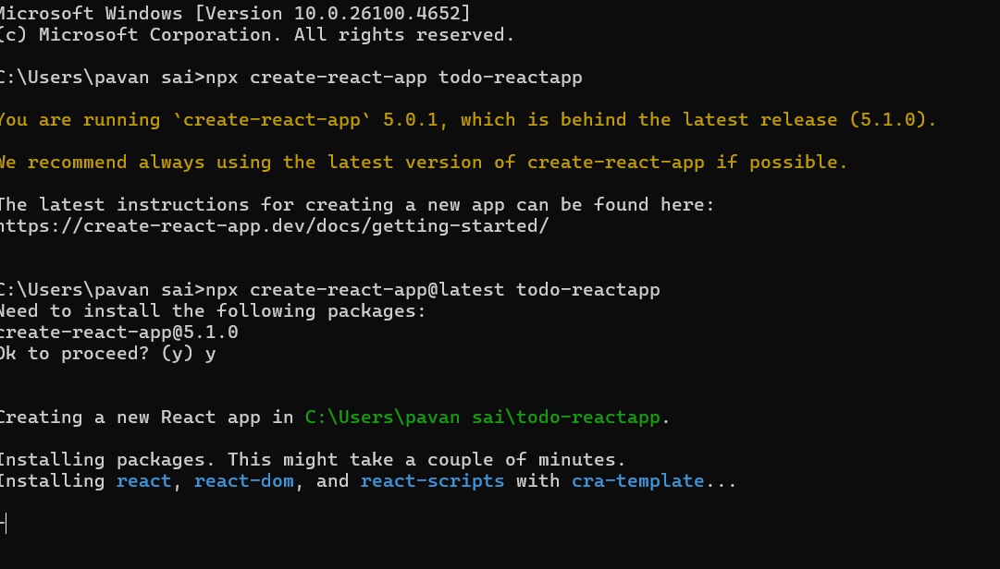 Microsoft Windows [Version 10.0.26100.4652]
(c) Microsoft Corporation. All rights reserved.
C:\Users\pavan sai>npx create-react-app todo-reactapp
You are running `create-react-app` 5.0.1, which is behind the latest release (5.1.0).
We recommend always using the latest version of create-react-app if possible.
The latest instructions for creating a new app can be found here:
https://create-react-app.dev/docs/getting-started/
C:\Users\pavan sai>npx create-react-app@latest todo-reactapp
Need to install the following packages:
create-react-app@5.1.0
Ok to proceed? (y) y
Creating a new React app in C:\Users\pavan sai\todo-reactapp.
Installing packages. This might take a couple of minutes.
Installing react, react-dom, and react-scripts with cra-template...
-